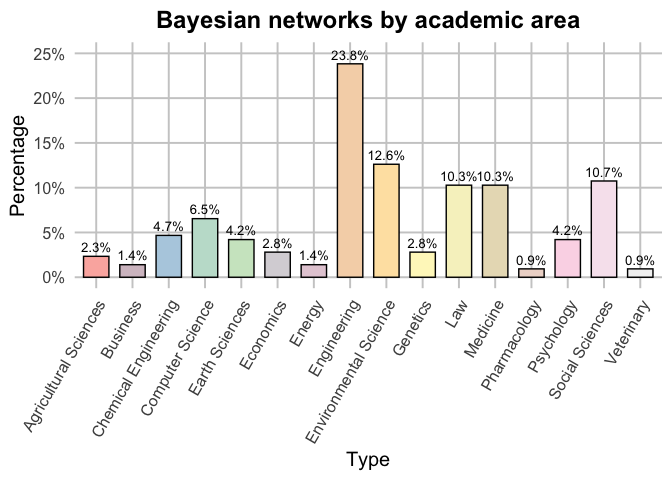 Bayesian networks by academic area
Percentage
25%
20%
15%
10%
5%
0%
2.3%
1.4%
4.7%
6.5%
4.2%
2.8%
1.4%
23.8%
12.6%
2.8%
10.3%
10.3%
0.9%
4.2%
10.7%
0.9%
Agricultural Sciences
Business
Chemical Engineering
Computer Science
Earth Sciences
Economics
Energy
Engineering
Environmental Science
Genetics
Law
Medicine
Pharmacology
Psychology
Social Sciences
Veterinary
Type